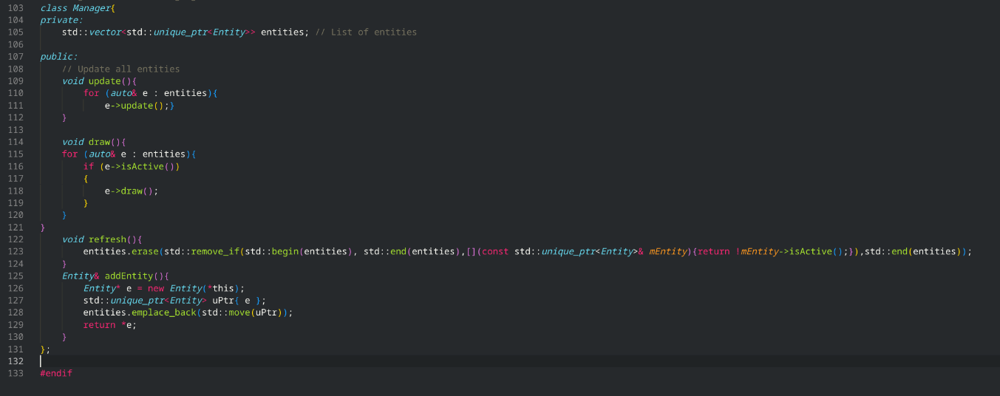 103 class Manager{
104 private:
105     std::vector<std::unique_ptr<Entity>> entities; // List of entities
106
107 public:
108     // Update all entities
109     void update(){
110         for (auto& e : entities){
111             e->update();}
112     }
113
114     void draw(){
115     for (auto& e : entities){
116         if (e->isActive())
117         {
118             e->draw();
119         }
120     }
121 }
122     void refresh(){
123         entities.erase(std::remove_if(std::begin(entities), std::end(entities),[](const std::unique_ptr<Entity>& mEntity){return !mEntity->isActive();}),std::end(entities));
124     }
125     Entity& addEntity(){
126         Entity* e = new Entity(*this);
127         std::unique_ptr<Entity> uPtr{ e };
128         entities.emplace_back(std::move(uPtr));
129         return *e;
130     }
131 };
132
133 #endif